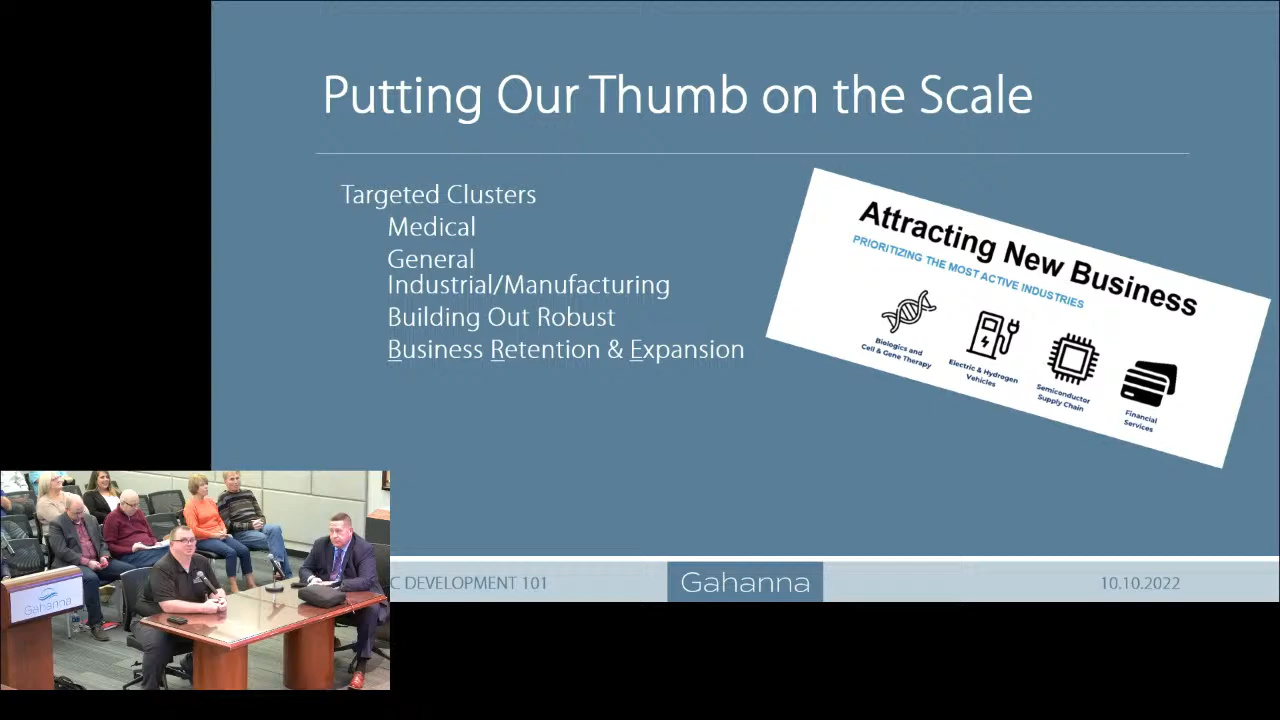 Putting Our Thumb on the Scale
Targeted Clusters
Medical
General
Industrial/Manufacturing
Building Out Robust
Business Retention & Expansion
Attracting New Business
PRIORITIZING THE MOST ACTIVE INDUSTRIES
Biologics and
Cell & Gene Therapy
Electric & Hydrogen
Vehicles
Semiconductor
Supply Chain
Financial
Services
Gahanna
C DEVELOPMENT 101
Gahanna
10.10.2022